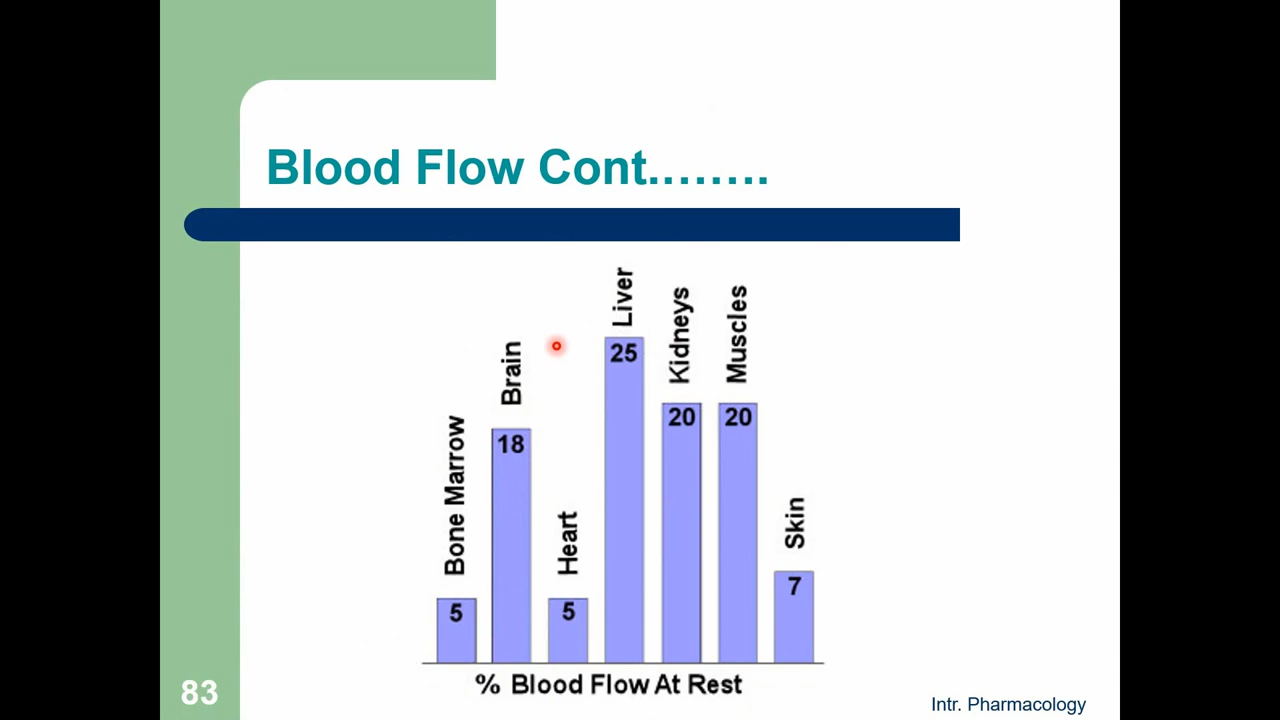 Blood Flow Cont.…….
Bone Marrow
Brain
Heart
Liver
Kidneys
Muscles
Skin
5
18
5
25
20
20
7
% Blood Flow At Rest
83
Intr. Pharmacology